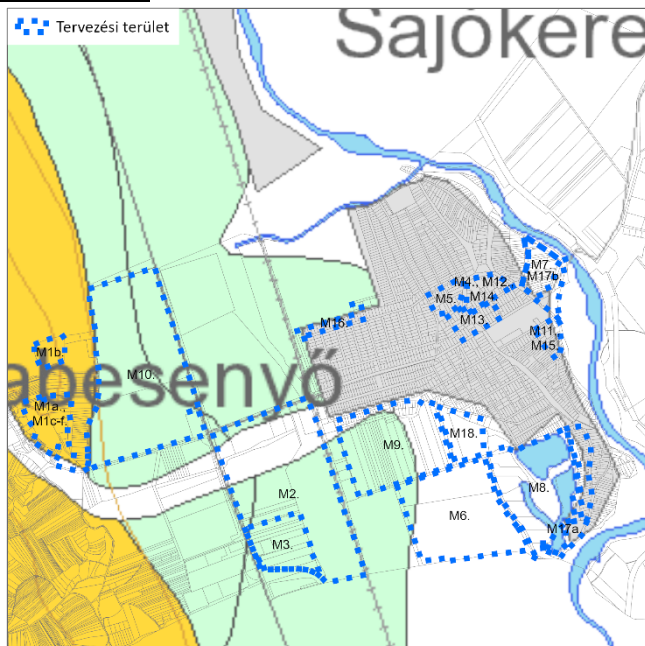 Tervezési terület
Sajókere
M7.
M17b.
M4., M12.
M5. M14.
M13.
M16.
M11.
M15.
M1b.
M10.
abesenyő
M1a.,
M1c-f.
M18.
M9.
M8.
M2.
M6.
M17a.
M3.